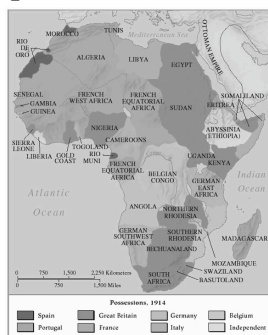 MOROCCO
TUNIS
Mediterranean Sea
OTTOMAN EMPIRE
RIO
DE
ORO
ALGERIA
LIBYA
EGYPT
SENEGAL
GAMBIA
GUINEA
FRENCH
WEST AFRICA
FRENCH
EQUATORIAL
AFRICA
SUDAN
SOMALILAND
ERITREA
ABYSSINIA
(ETHIOPIA)
NIGERIA
CAMEROONS
SIERRA
LEONE
LIBERIA
GOLD
COAST
TOGOLAND
RIO
MUNI
FRENCH
EQUATORIAL
AFRICA
UGANDA
KENYA
BELGIAN
CONGO
GERMAN
EAST
AFRICA
Indian
Ocean
Atlantic
Ocean
ANGOLA
NORTHERN
RHODESIA
GERMAN
SOUTHWEST
AFRICA
SOUTHERN
RHODESIA
BECHUANALAND
MADAGASCAR
MOZAMBIQUE
SWAZILAND
BASUTOLAND
SOUTH
AFRICA
0 750 1,500 2,250 Kilometers
0 750 1,500 Miles
Possessions, 1914
Spain Great Britain Germany Belgium
Portugal France Italy Independent